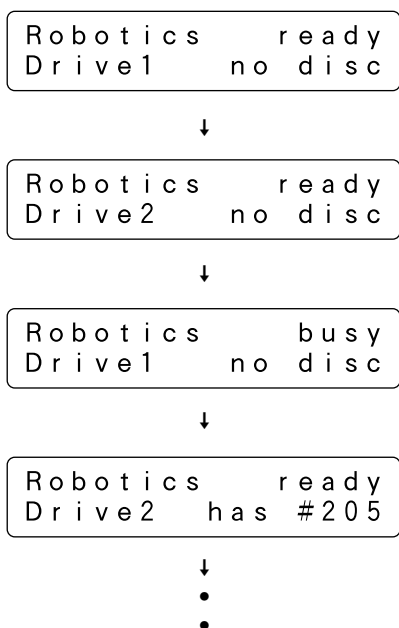 Robotics ready
Drive1 no disc
Robotics ready
Drive2 no disc
Robotics busy
Drive1 no disc
Robotics ready
Drive2 has #205